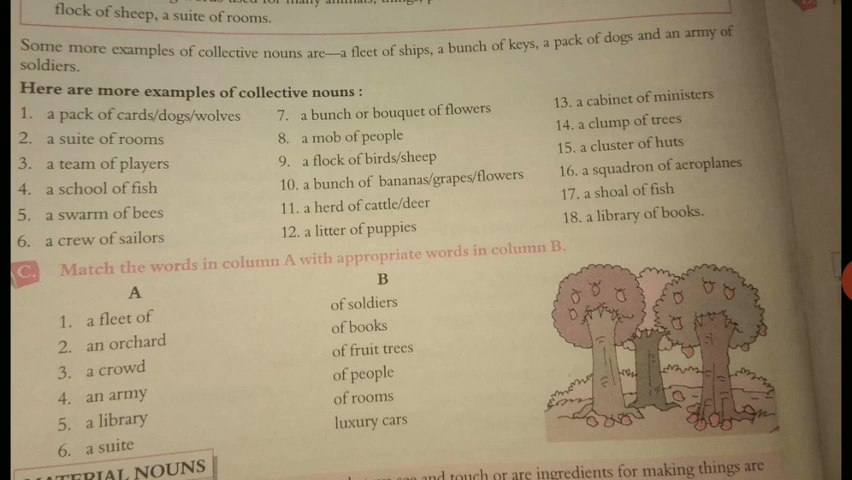 flock of sheep, a suite of rooms.
Some more examples of collective nouns are—a fleet of ships, a bunch of keys, a pack of dogs and an army of
soldiers.
Here are more examples of collective nouns :
1. a pack of cards/dogs/wolves
2. a suite of rooms
3. a team of players
4. a school of fish
5. a swarm of bees
6. a crew of sailors
7. a bunch or bouquet of flowers
8. a mob of people
9. a flock of birds/sheep
10. a bunch of bananas/grapes/flowers
11. a herd of cattle/deer
12. a litter of puppies
13. a cabinet of ministers
14. a clump of trees
15. a cluster of huts
16. a squadron of aeroplanes
17. a shoal of fish
18. a library of books.
C. Match the words in column A with appropriate words in column B.
A
1. a fleet of
2. an orchard
3. a crowd
4. an army
5. a library
6. a suite
B
of soldiers
of books
of fruit trees
of people
of rooms
luxury cars
NOUNS
and touch or are ingredients for making things are